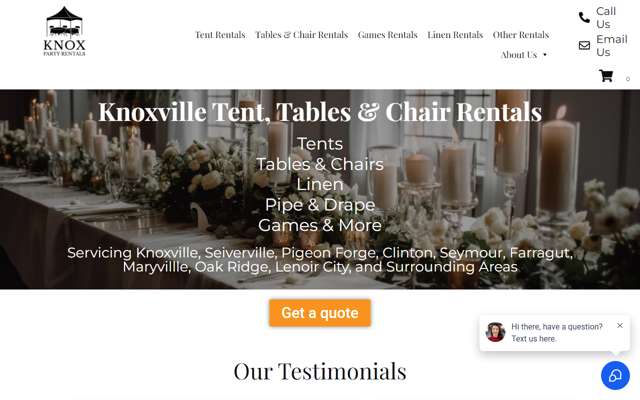 KNOX
PARTY RENTALS
Tent Rentals
Tables & Chair Rentals
Games Rentals
Linen Rentals
Other Rentals
About Us
Call
Us
Email
Us
0
Knoxville Tent, Tables & Chair Rentals
Tents
Tables & Chairs
Linen
Pipe & Drape
Games & More
Servicing Knoxville, Seiverville, Pigeon Forge, Clinton, Seymour, Farragut,
Maryvillle, Oak Ridge, Lenoir City, and Surrounding Areas
Get a quote
Hi there, have a question?
Text us here.
Our Testimonials